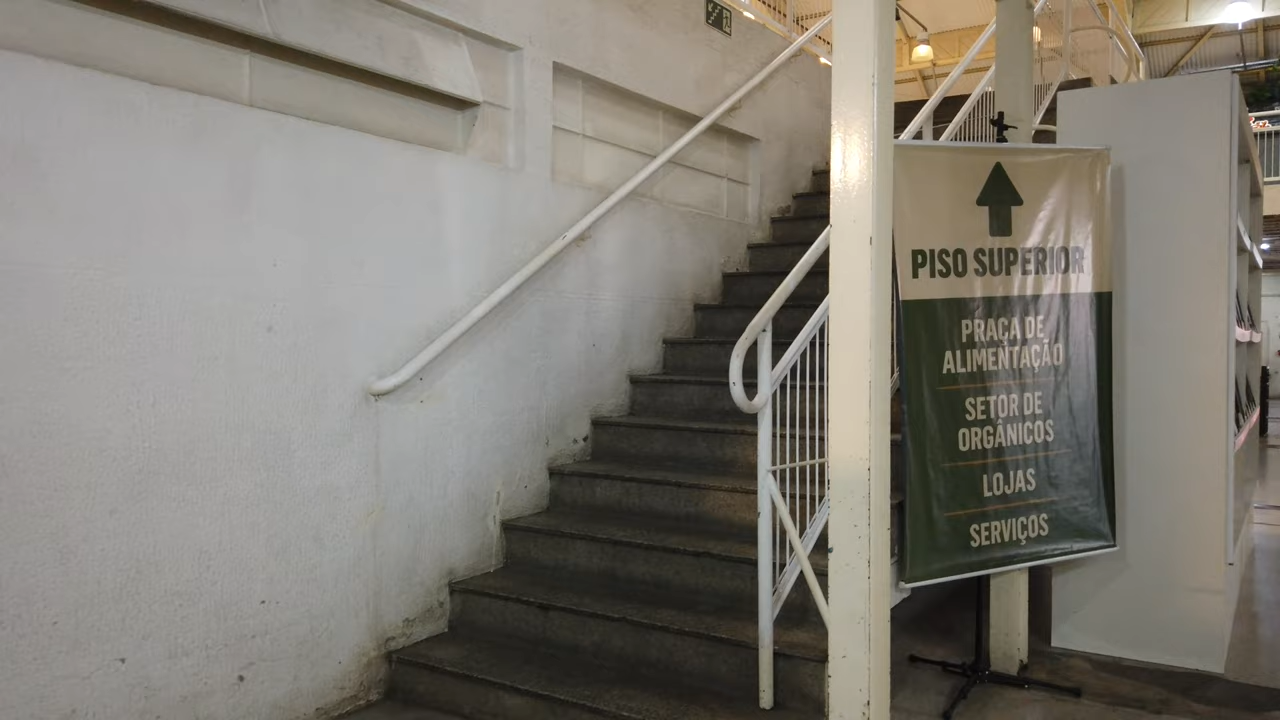 PISO SUPERIOR
PRAÇA DE
ALIMENTAÇÃO
SETOR DE
ORGÂNICOS
LOJAS
SERVIÇOS